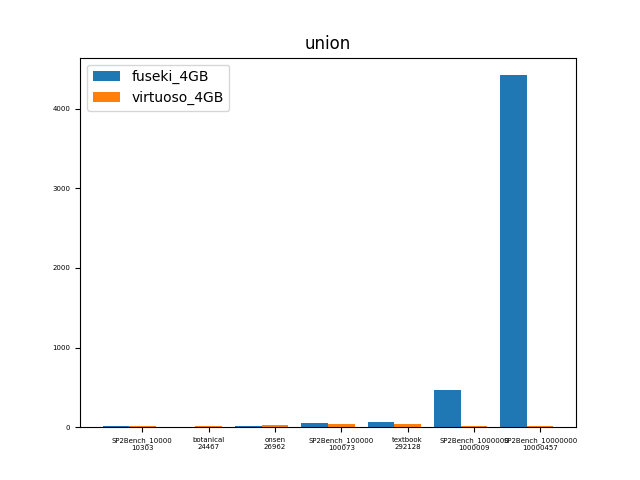 union
fuseki_4GB
virtuoso_4GB
4000
3000
2000
1000
0
SP2Bench_10000
10303
botanical
24467
onsen
26962
SP2Bench_100000
100073
textbook
292128
SP2Bench_1000000
1000009
SP2Bench_10000000
10000457